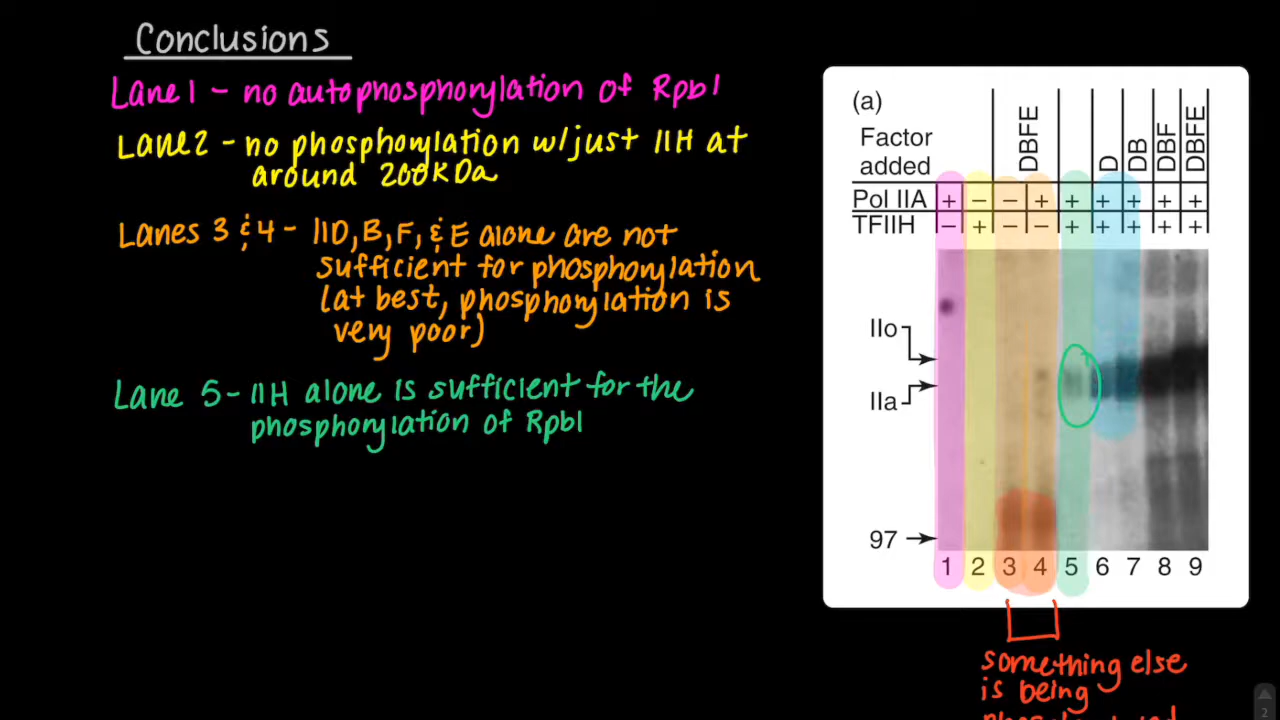 Conclusions
Lane 1 - no autophosphorylation of Rpb1
Lane 2 - no phosphorylation w/just IIH at
around 200kDa
Lanes 3 & 4 - IID, B, F, & E alone are not
sufficient for phosphorylation
(at best, phosphorylation is
very poor)
Lane 5 - IIH alone is sufficient for the
phosphorylation of Rpb1
(a)
Factor
added
DBFE D DB DBF DBFE
Pol IIA + − − + + + + + +
TFIIH − + − − + + + + +
IIo
IIa
97
1 2 3 4 5 6 7 8 9
something else
is being
2